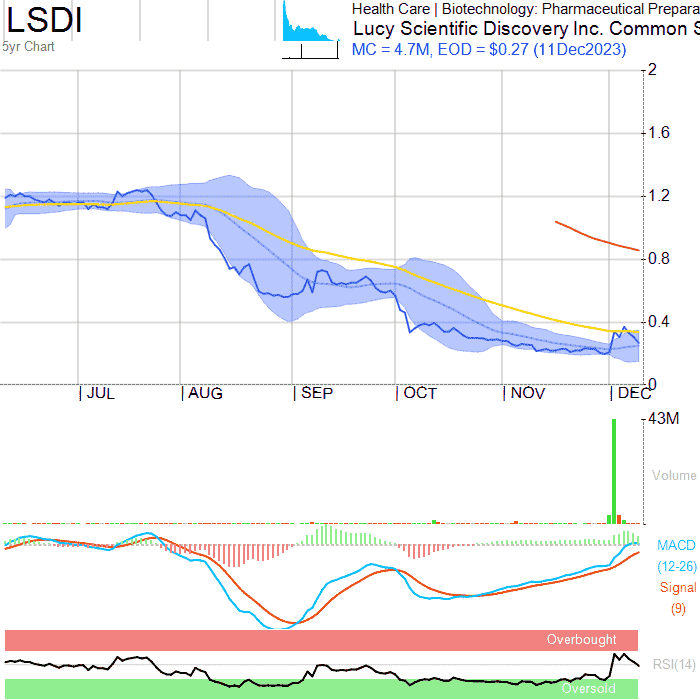 LSDI
5yr Chart
Health Care | Biotechnology: Pharmaceutical Prepara
Lucy Scientific Discovery Inc. Common S
MC = 4.7M, EOD = $0.27 (11Dec2023)
2
1.6
1.2
0.8
0.4
0
JUL AUG SEP OCT NOV DEC
43M
Volume
MACD
(12-26)
Signal
(9)
Overbought
RSI(14)
Oversold